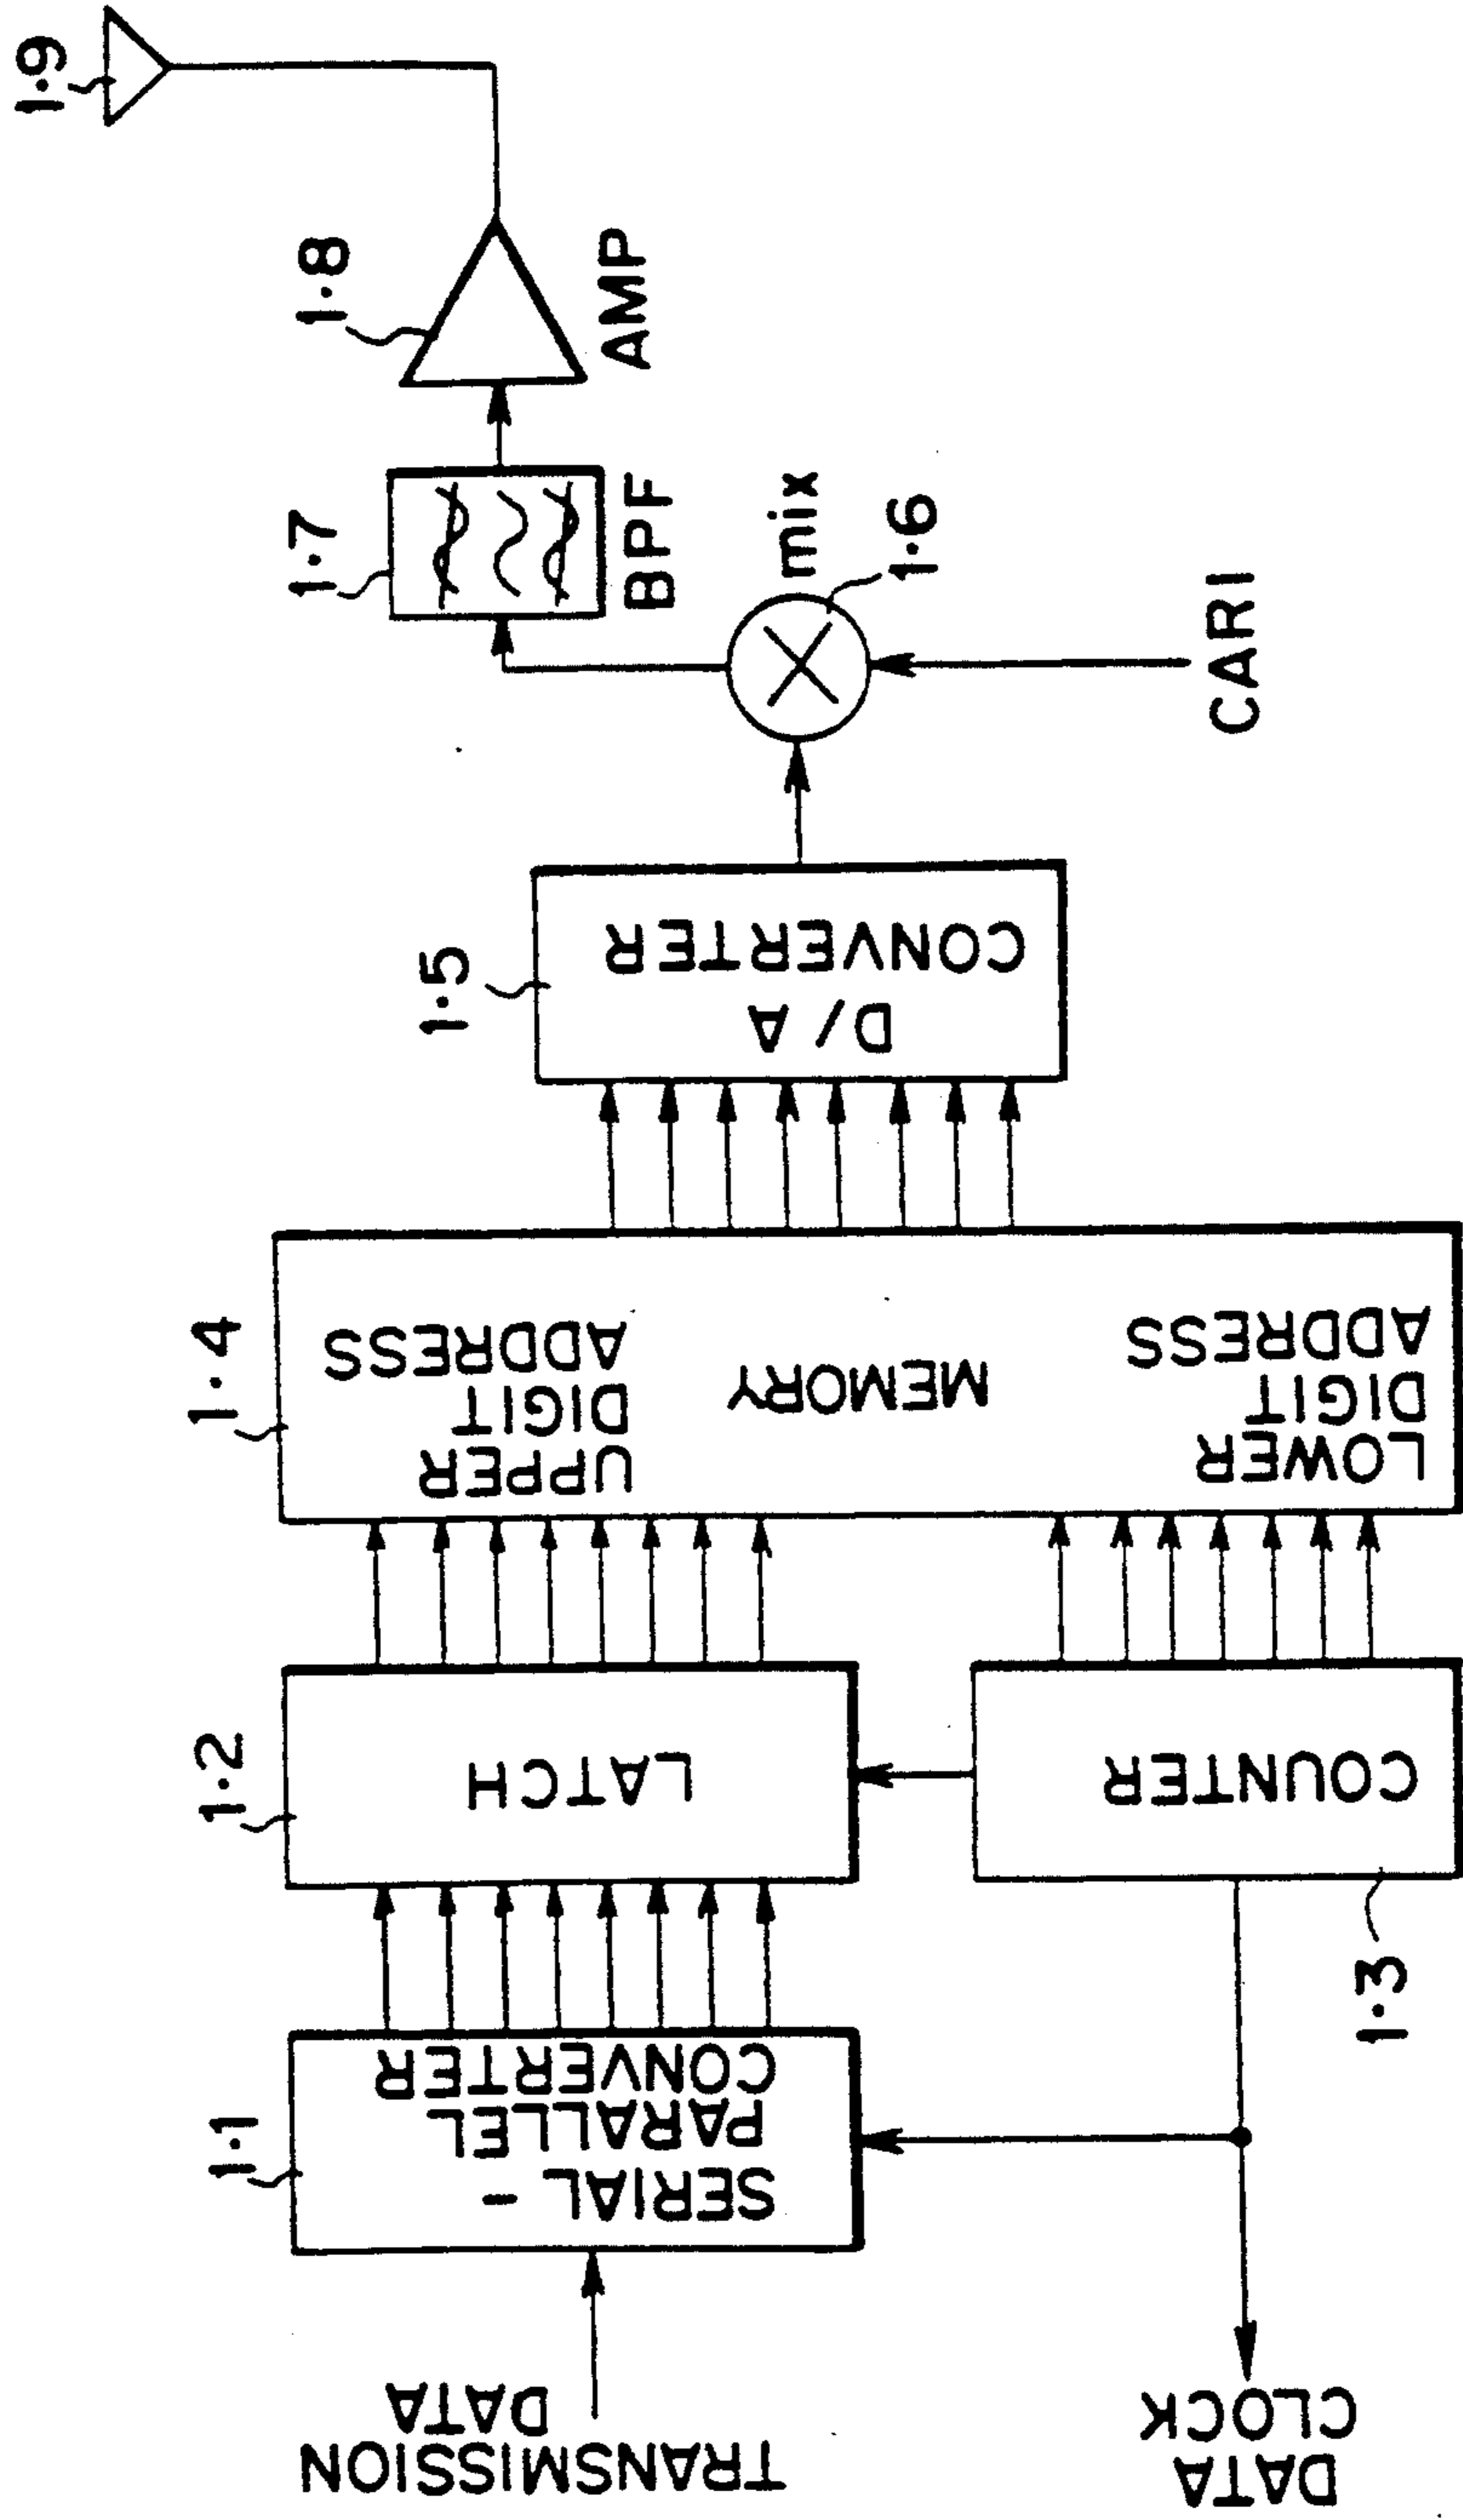 TRANSMISSION
DATA
DATA
CLOCK
1·1
SERIAL -
PARALLEL
CONVERTER
1·2
LATCH
1·3
COUNTER
1·4
UPPER
DIGIT
ADDRESS
MEMORY
LOWER
DIGIT
ADDRESS
1·5
D/A
CONVERTER
mix
1·6
CARI
1·7
BPF
1·8
AMP
1·9